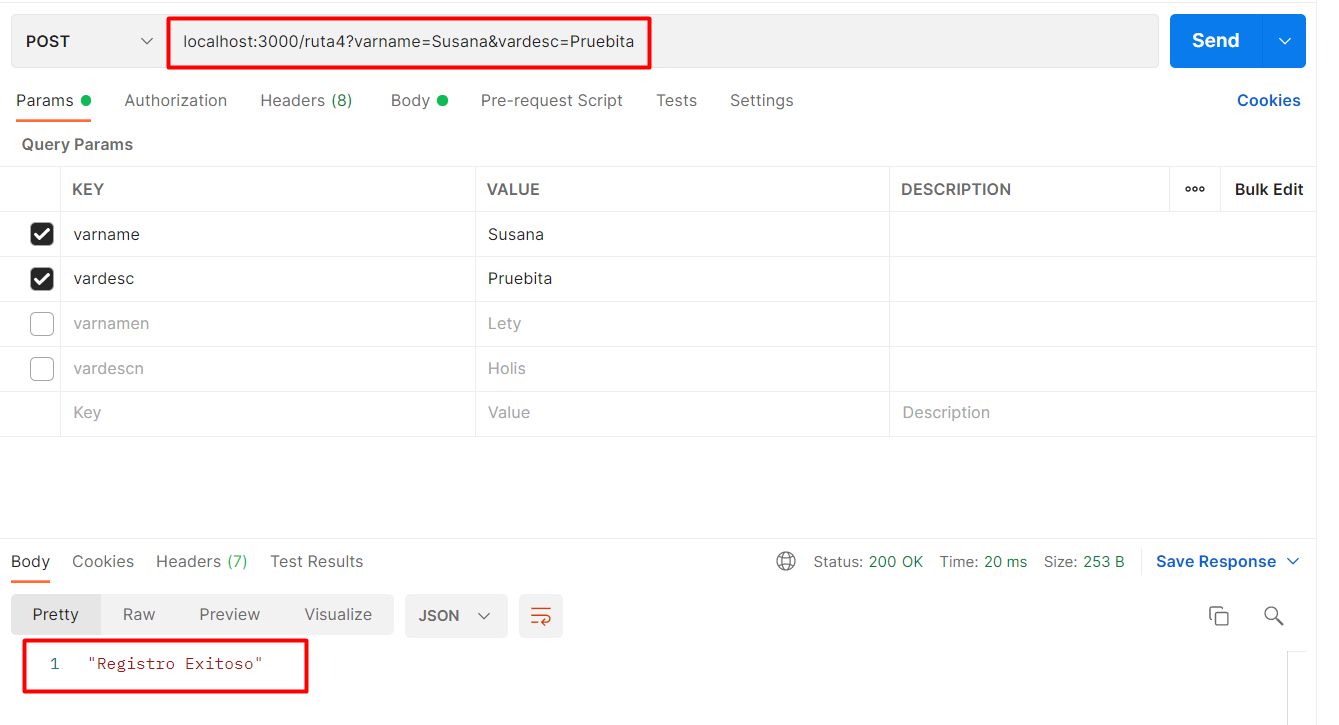 POST localhost:3000/ruta4?varname=Susana&vardesc=Pruebita Send
Params Authorization Headers (8) Body Pre-request Script Tests Settings Cookies
Query Params
KEY VALUE DESCRIPTION ooo Bulk Edit
varname Susana
vardesc Pruebita
varnamen Lety
vardescn Holis
Key Value Description
Body Cookies Headers (7) Test Results Status: 200 OK Time: 20 ms Size: 253 B Save Response
Pretty Raw Preview Visualize JSON
1 "Registro Exitoso"